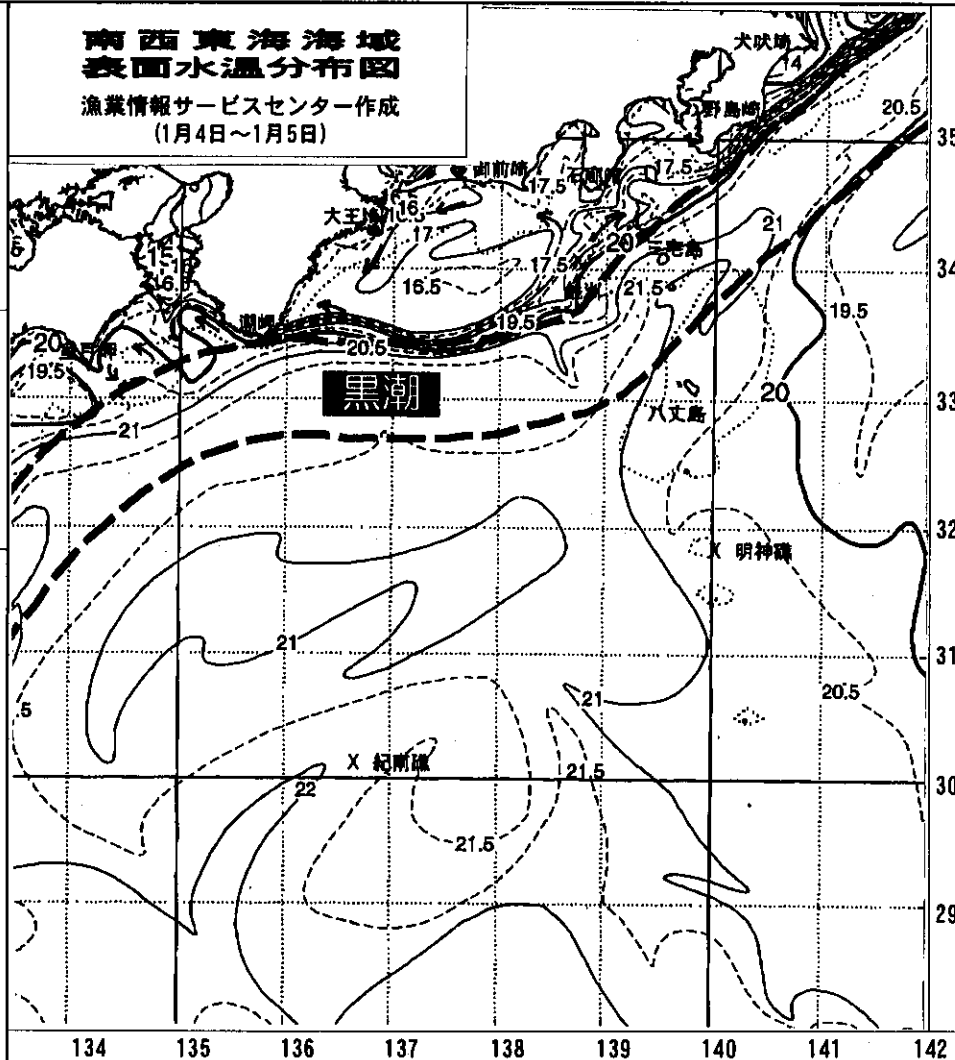 南西東海海域
表面水温分布図
漁業情報サービスセンター作成
(1月4日～1月5日)
犬吠埼
14
野島崎
20.5
35
御前崎
17.5
石廊崎
17.5
大王崎
16
17
20
三宅島
21
34
15
16
16.5
17.5
21.5
19.5
潮岬
19.5
20.5
20
室戸岬
19.5
黒潮
20
33
21
八丈島
32
X 明神礁
21
31
.5
21
20.5
X 紀南礁
21.5
30
22
21.5
29
134 135 136 137 138 139 140 141 142